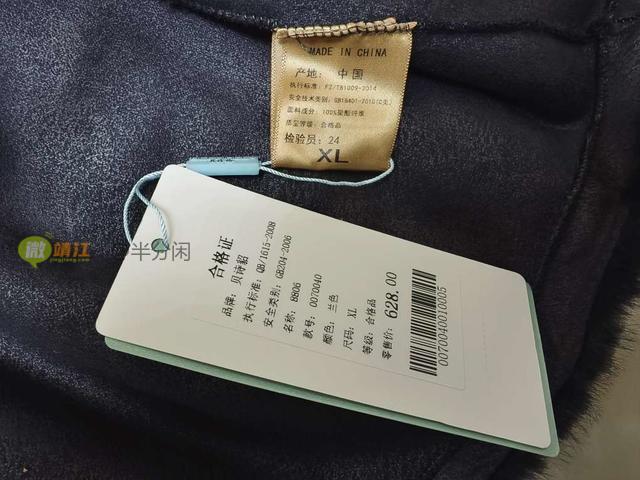 MADE IN CHINA
产地: 中国
执行标准: FZ/T81009-2014
安全技术类别: GB18401-2010(C类)
面料成分: 100%聚酯纤维
质量等级: 合格品
检验员: 24
XL
合格证
品牌: 贝诗貂
执行标准: QB/1615-2008
安全类别: GB204-2006
名称: 8806
款号: 0070040
颜色: 兰色
尺码: XL
等级: 合格品
零售价: 628.00
0070040010005
微靖江
jingjiang.com
半分闲